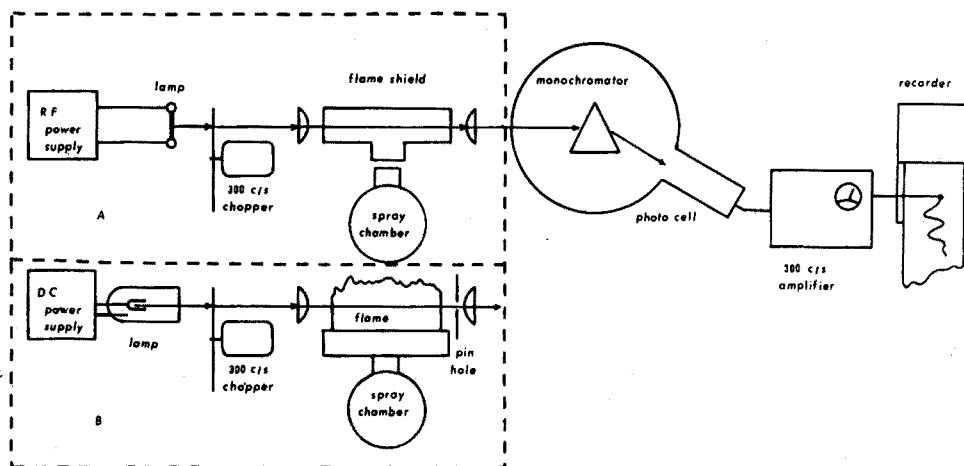 lamp
flame shield
monochromator
recorder
RF
power
supply
300 c/s
chopper
A
spray
chamber
photo cell
300 c/s
amplifier
DC
power
supply
lamp
300 c/s
chopper
flame
pin
hole
spray
chamber
B